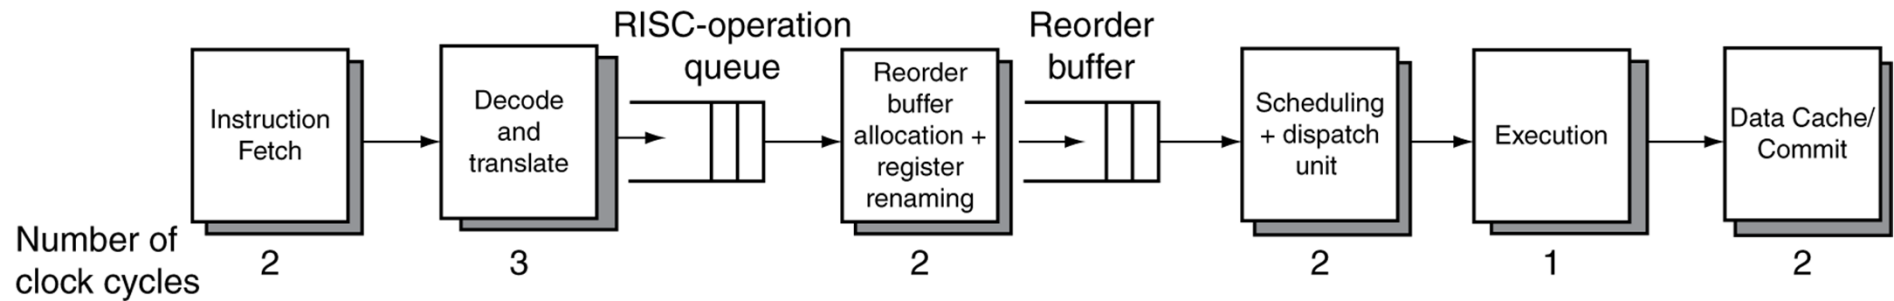 RISC-operation
queue
Reorder
buffer
Instruction
Fetch
Decode
and
translate
Reorder
buffer
allocation +
register
renaming
Scheduling
+ dispatch
unit
Execution
Data Cache/
Commit
Number of
clock cycles
2
3
2
2
1
2